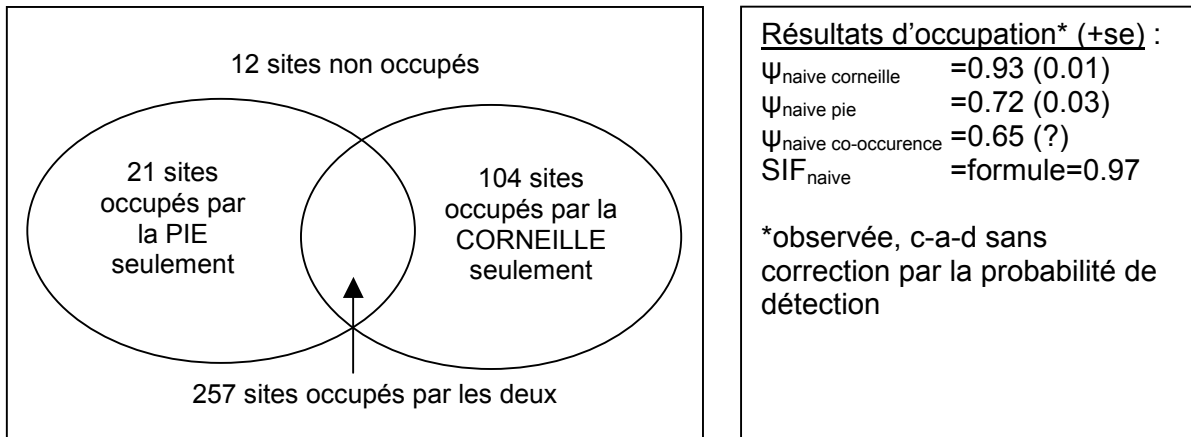 12 sites non occupés
21 sites
occupés par
la PIE
seulement
104 sites
occupés par la
CORNEILLE
seulement
257 sites occupés par les deux
Résultats d’occupation* (+se) :
ψnaive corneille =0.93 (0.01)
ψnaive pie =0.72 (0.03)
ψnaive co-occurence =0.65 (?)
SIFnaive =formule=0.97
*observée, c-a-d sans
correction par la probabilité de
détection